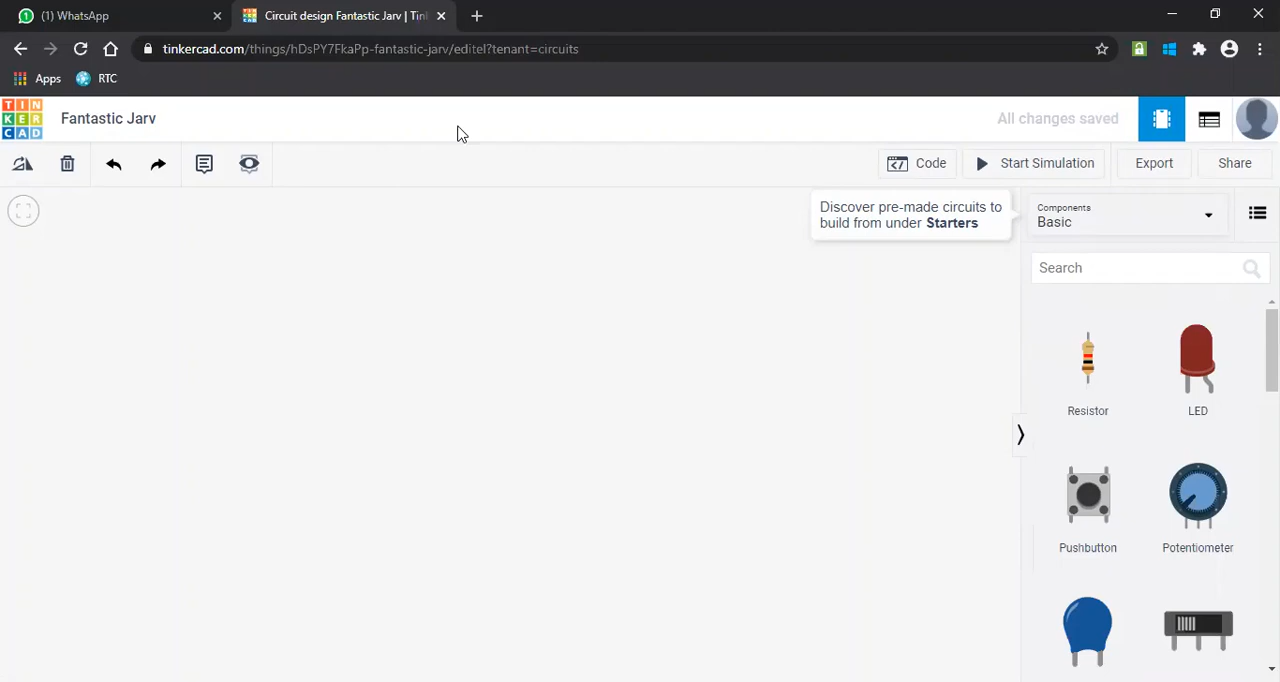 (1) WhatsApp
Circuit design Fantastic Jarv | Tin
tinkercad.com/things/hDsPY7FkaPp-fantastic-jarv/editel?tenant=circuits
Apps
RTC
TIN
KER
CAD
Fantastic Jarv
All changes saved
Code
Start Simulation
Export
Share
Discover pre-made circuits to
build from under Starters
Components
Basic
Search
Resistor
LED
Pushbutton
Potentiometer